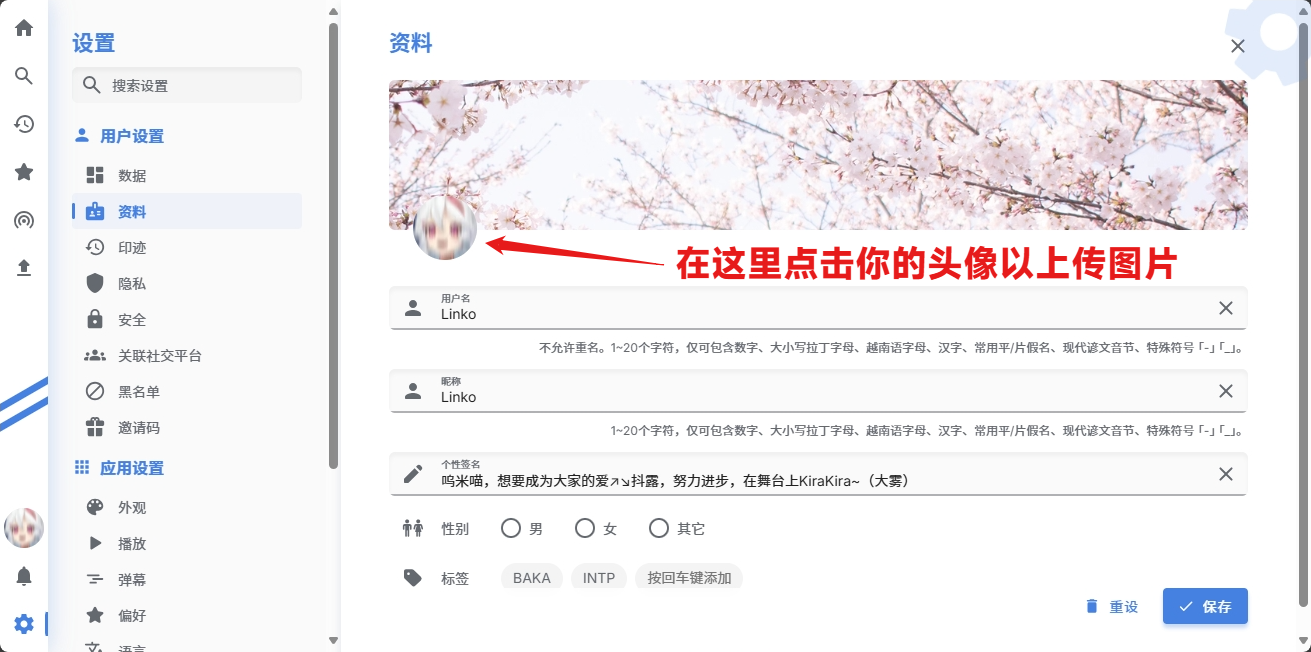 设置
搜索设置
用户设置
数据
资料
印迹
隐私
安全
关联社交平台
黑名单
邀请码
应用设置
外观
播放
弹幕
偏好
语言
资料
在这里点击你的头像以上传图片
用户名
Linko
不允许重名。1~20个字符，仅可包含数字、大小写拉丁字母、越南语字母、汉字、常用平/片假名、现代谚文音节、特殊符号「-」「_」。
昵称
Linko
1~20个字符，仅可包含数字、大小写拉丁字母、越南语字母、汉字、常用平/片假名、现代谚文音节、特殊符号「-」「_」。
个性签名
呜米喵，想要成为大家的爱↗↘抖露，努力进步，在舞台上KiraKira~（大雾）
性别 男 女 其它
标签 BAKA INTP 按回车键添加
重设 保存